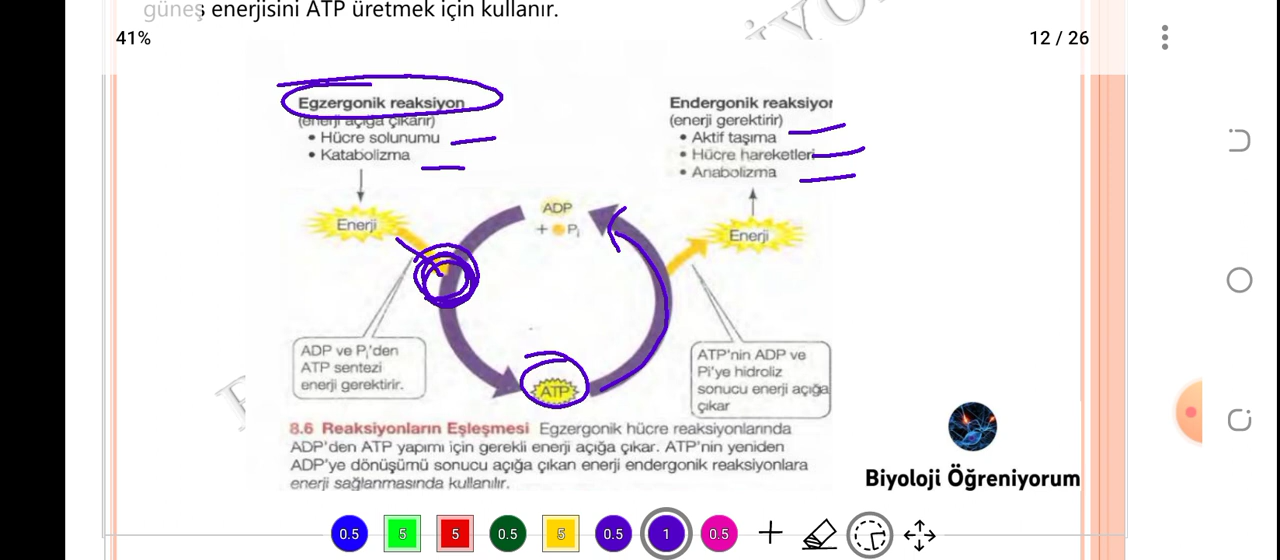 güneş enerjisini ATP üretmek için kullanır.
41%
12 / 26
Egzergonik reaksiyon
(enerji açığa çıkarır)
• Hücre solunumu
• Katabolizma
Enerji
ADP ve Pi'den
ATP sentezi
enerji gerektirir.
ADP
+ Pi
ATP
Endergonik reaksiyor
(enerji gerektirir)
• Aktif taşıma
• Hücre hareketleri
• Anabolizma
Enerji
ATP'nin ADP ve
Pi'ye hidroliz
sonucu enerji açığa
çıkar
8.6 Reaksiyonların Eşleşmesi Egzergonik hücre reaksiyonlarında
ADP'den ATP yapımı için gerekli enerji açığa çıkar. ATP'nin yeniden
ADP'ye dönüşümü sonucu açığa çıkan enerji endergonik reaksiyonlara
enerji sağlanmasında kullanılır.
Biyoloji Öğreniyorum
0.5 5 5 0.5 5 0.5 1 0.5